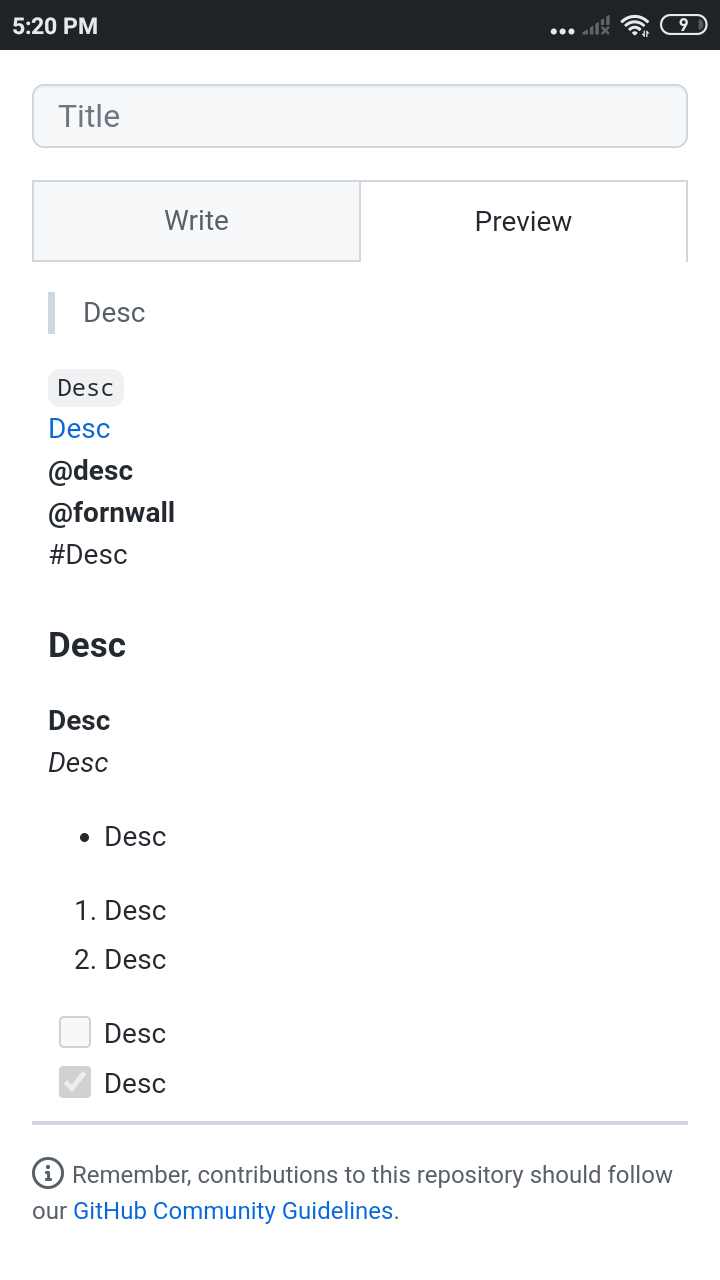 5:20 PM
9
Title
Write
Preview
Desc
Desc
Desc
@desc
@fornwall
#Desc
Desc
Desc
Desc
• Desc
1. Desc
2. Desc
Desc
Desc
Remember, contributions to this repository should follow
our GitHub Community Guidelines.